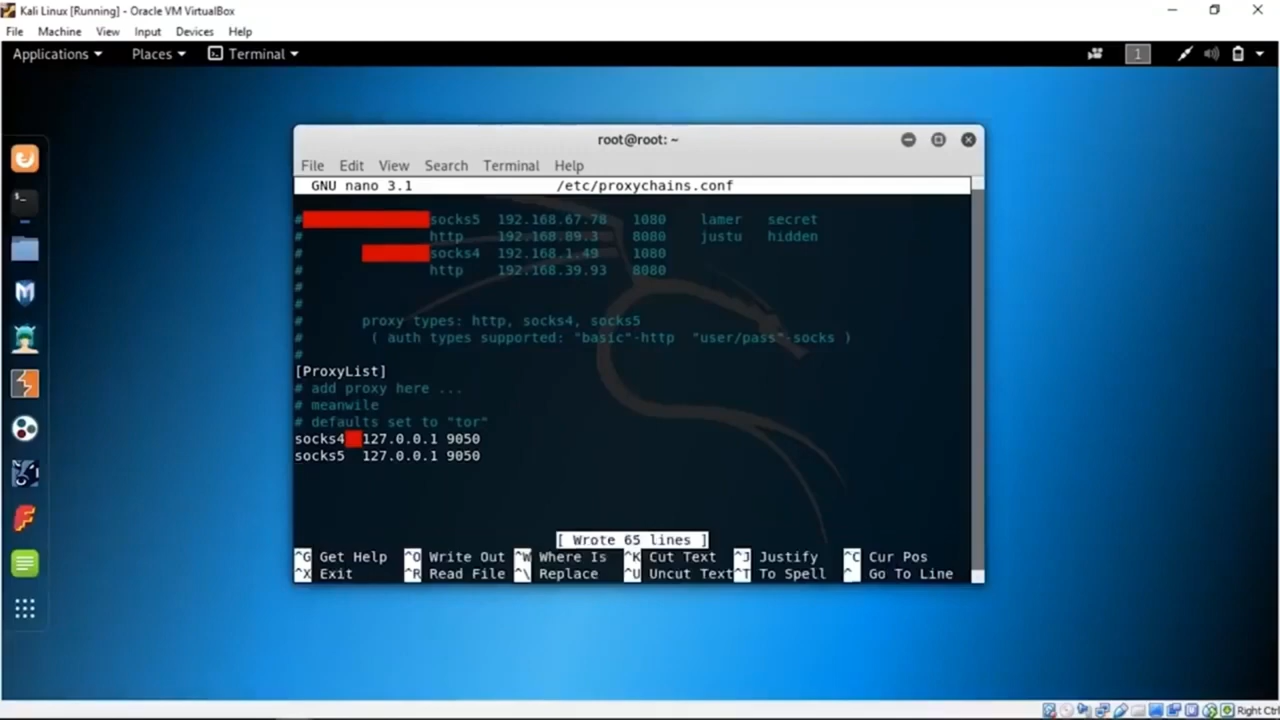 Kali Linux [Running] - Oracle VM VirtualBox
File Machine View Input Devices Help
Applications Places Terminal 1
root@root: ~
File Edit View Search Terminal Help
GNU nano 3.1 /etc/proxychains.conf
# socks5 192.168.67.78 1080 lamer secret
# http 192.168.89.3 8080 justu hidden
# socks4 192.168.1.49 1080
# http 192.168.39.93 8080
#
#
# proxy types: http, socks4, socks5
# ( auth types supported: "basic"-http "user/pass"-socks )
#
[ProxyList]
# add proxy here ...
# meanwile
# defaults set to "tor"
socks4 127.0.0.1 9050
socks5 127.0.0.1 9050
[ Wrote 65 lines ]
^G Get Help ^O Write Out ^W Where Is ^K Cut Text ^J Justify ^C Cur Pos
^X Exit ^R Read File ^\ Replace ^U Uncut Text ^T To Spell ^_ Go To Line
Right Ctrl